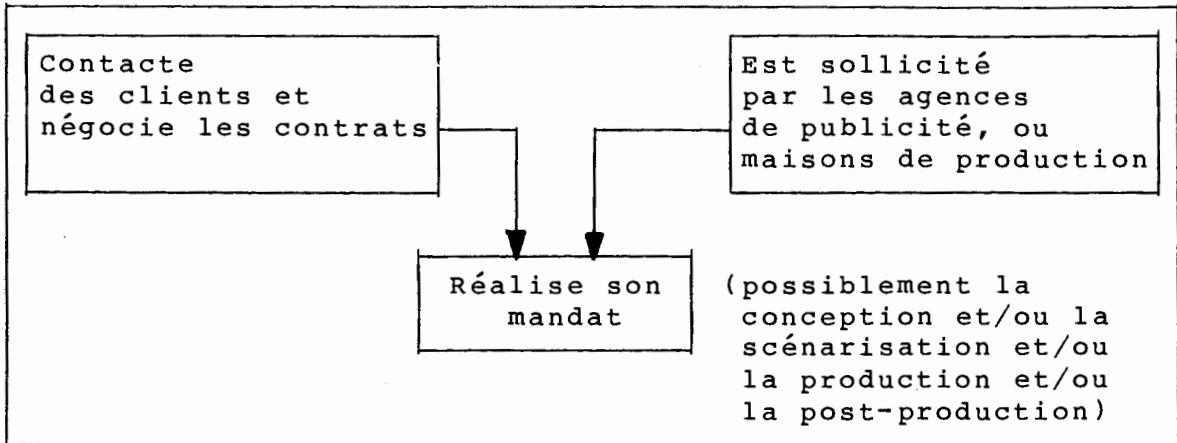 Contacte
des clients et
négocie les contrats
Est sollicité
par les agences
de publicité, ou
maisons de production
Réalise son
mandat
(possiblement la
conception et/ou la
scénarisation et/ou
la production et/ou
la post-production)